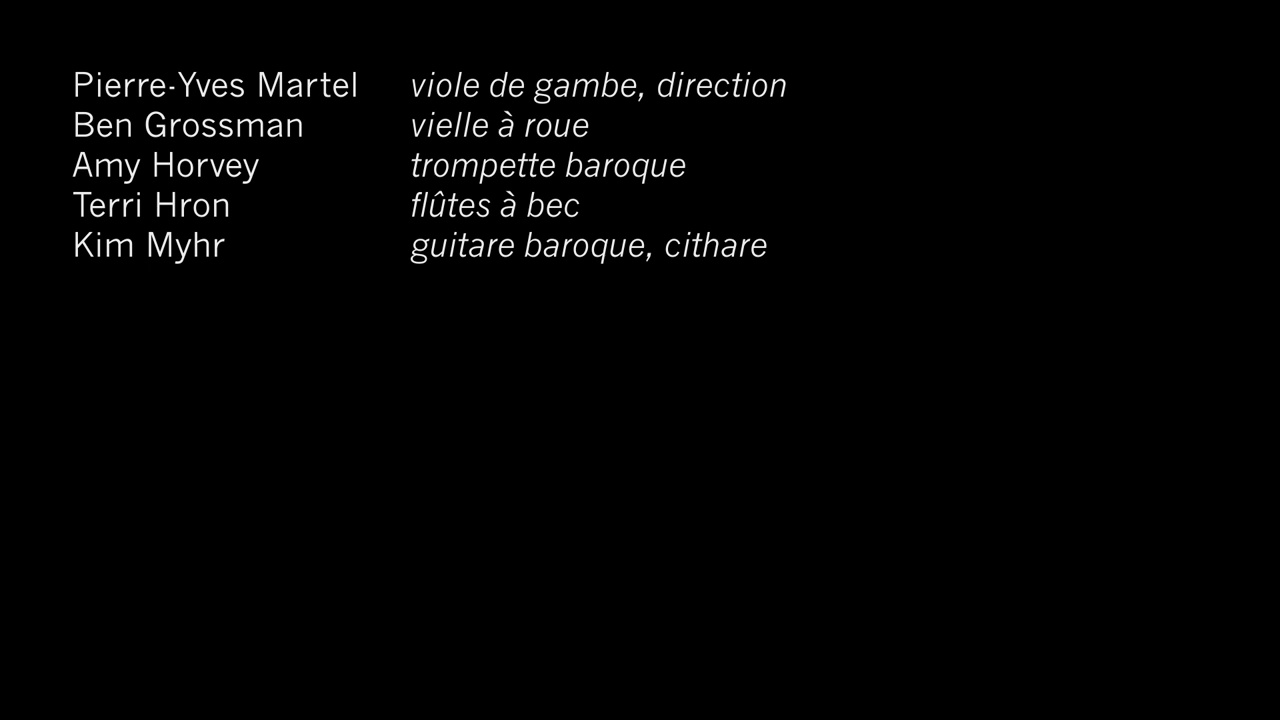 Pierre-Yves Martel viole de gambe, direction
Ben Grossman vielle à roue
Amy Horvey trompette baroque
Terri Hron flûtes à bec
Kim Myhr guitare baroque, cithare